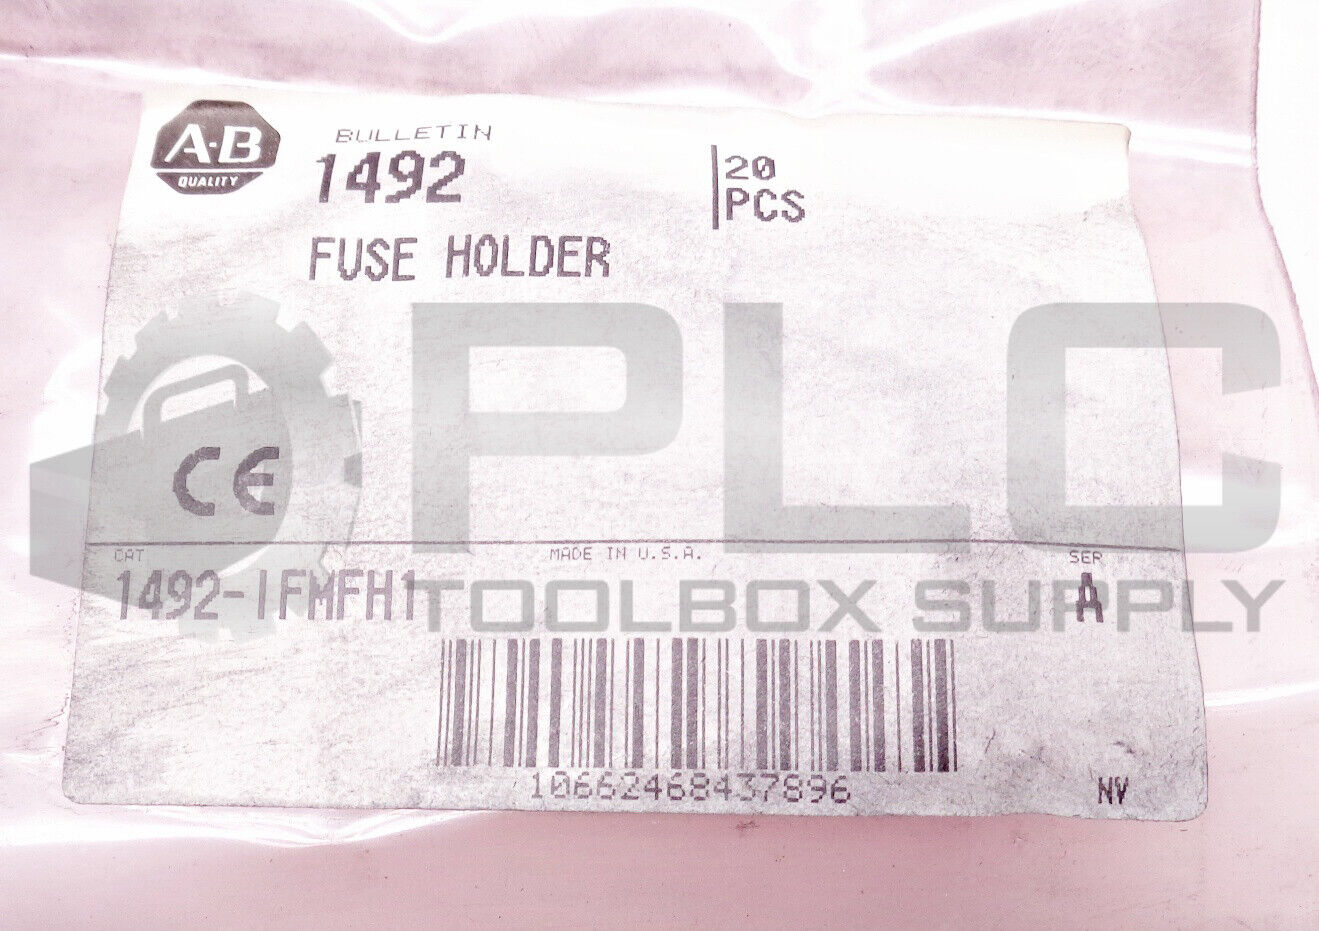 A-B
QUALITY
BULLETIN
1492
20
PCS
FUSE HOLDER
PLC
CE
CAT
MADE IN U.S.A.
SER
1492-IFMFH1
A
TOOLBOX SUPPLY
10662468437896
NV